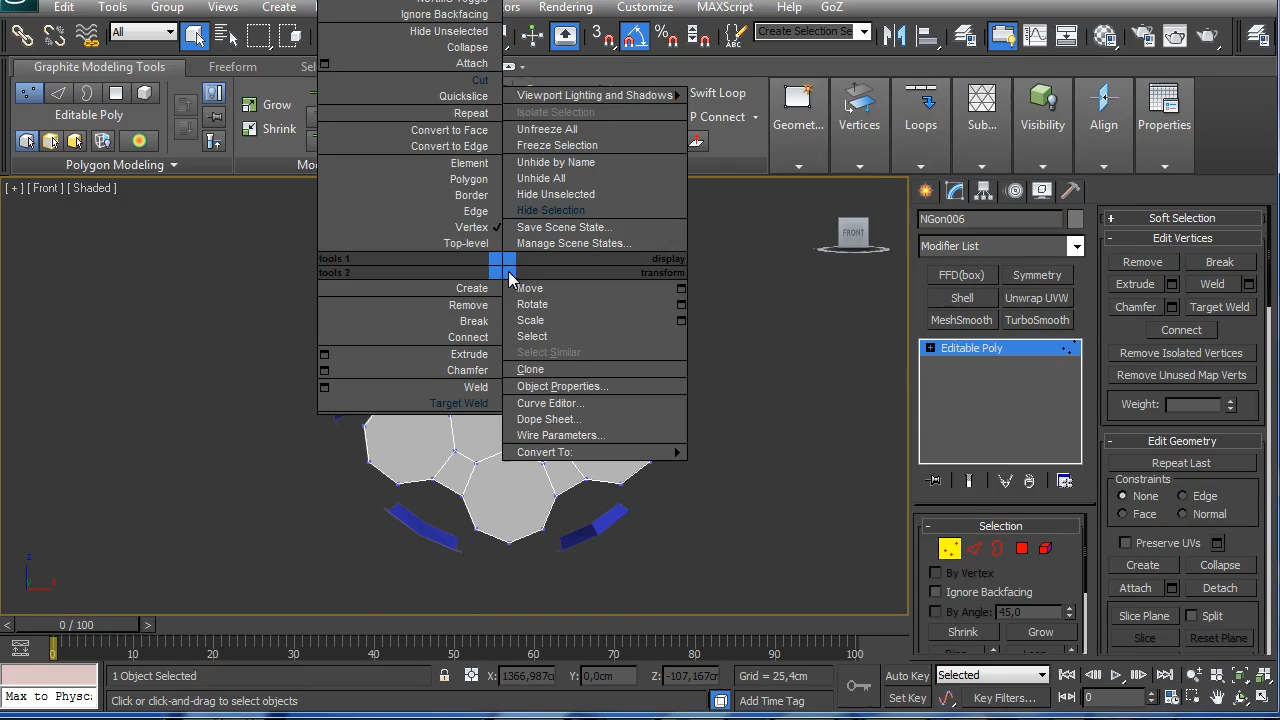 Edit
Tools
Group
Views
Create
Rendering
Customize
MAXScript
Help
GoZ
All
Create Selection Se
Graphite Modeling Tools
Freeform
Editable Poly
Polygon Modeling
Grow
Shrink
Swift Loop
P Connect
Geomet...
Vertices
Loops
Sub...
Visibility
Align
Properties
[ + ] [ Front ] [ Shaded ]
FRONT
Ignore Backfacing
Hide Unselected
Collapse
Attach
Cut
Quickslice
Repeat
Convert to Face
Convert to Edge
Element
Polygon
Border
Edge
Vertex
Top-level
tools 1
tools 2
Create
Remove
Break
Connect
Extrude
Chamfer
Weld
Target Weld
Viewport Lighting and Shadows
Isolate Selection
Unfreeze All
Freeze Selection
Unhide by Name
Unhide All
Hide Unselected
Hide Selection
Save Scene State...
Manage Scene States...
display
transform
Move
Rotate
Scale
Select
Select Similar
Clone
Object Properties...
Curve Editor...
Dope Sheet...
Wire Parameters...
Convert To:
NGon006
Modifier List
FFD(box)
Symmetry
Shell
Unwrap UVW
MeshSmooth
TurboSmooth
Editable Poly
Selection
By Vertex
Ignore Backfacing
By Angle: 45,0
Shrink
Grow
Soft Selection
Edit Vertices
Remove
Break
Extrude
Weld
Chamfer
Target Weld
Connect
Remove Isolated Vertices
Remove Unused Map Verts
Weight:
Edit Geometry
Repeat Last
Constraints
None
Edge
Face
Normal
Preserve UVs
Create
Collapse
Attach
Detach
Slice Plane
Split
Slice
Reset Plane
0 / 100
0
10
20
30
40
50
60
70
80
90
100
1 Object Selected
X: 1366,987c
Y: 0,0cm
Z: -107,167c
Grid = 25,4cm
Auto Key
Selected
Max to Physc:
Click or click-and-drag to select objects
Add Time Tag
Set Key
Key Filters...
0
z
x